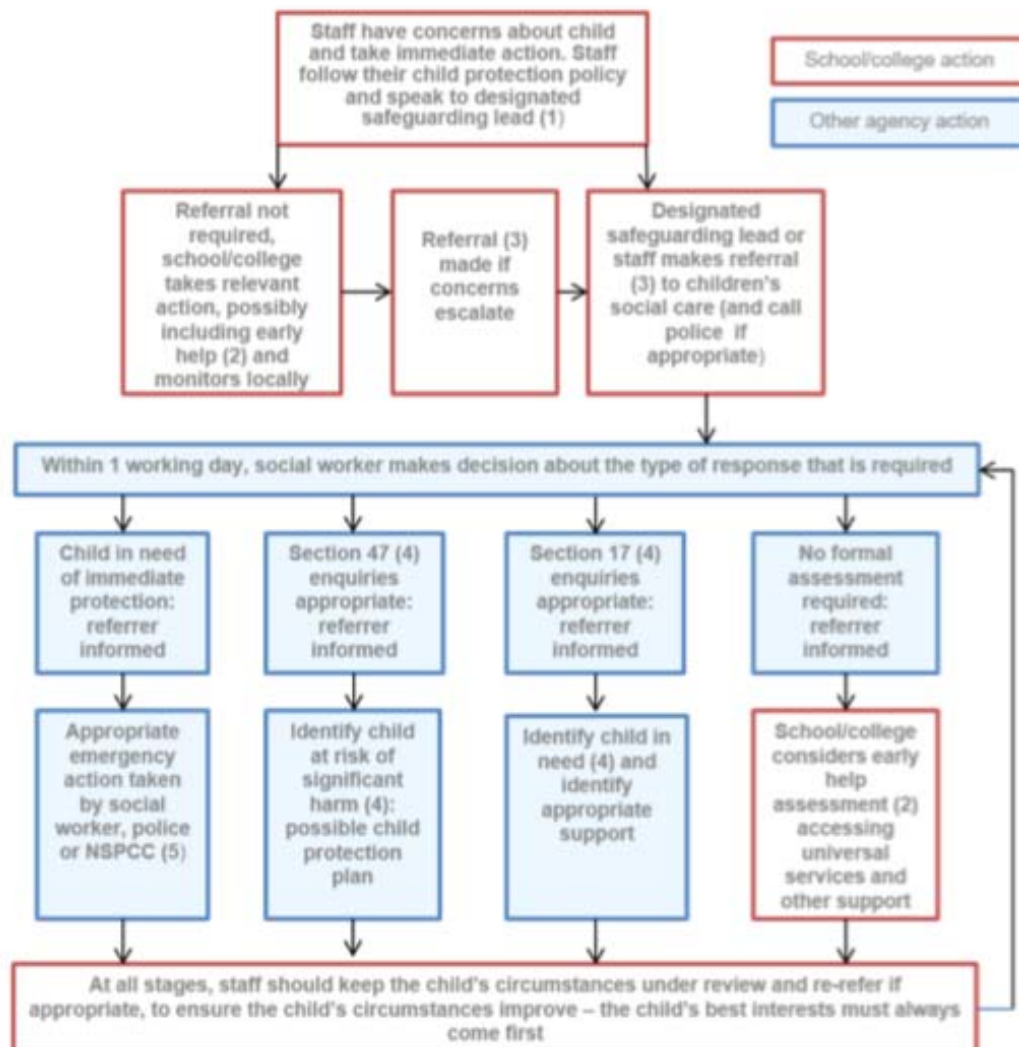 Staff have concerns about child
and take immediate action. Staff
follow their child protection policy
and speak to designated
safeguarding lead (1)
School/college action
Other agency action
Referral not
required,
school/college
takes relevant
action, possibly
including early
help (2) and
monitors locally
Referral (3)
made if
concerns
escalate
Designated
safeguarding lead or
staff makes referral
(3) to children's
social care (and call
police if
appropriate)
Within 1 working day, social worker makes decision about the type of response that is required
Child in need
of immediate
protection:
referrer
informed
Section 47 (4)
enquiries
appropriate:
referrer
informed
Section 17 (4)
enquiries
appropriate:
referrer
informed
No formal
assessment
required:
referrer
informed
Appropriate
emergency
action taken
by social
worker, police
or NSPCC (5)
Identify child
at risk of
significant
harm (4):
possible child
protection
plan
Identify child in
need (4) and
identify
appropriate
support
School/college
considers early
help
assessment (2)
accessing
universal
services and
other support
At all stages, staff should keep the child's circumstances under review and re-refer if
appropriate, to ensure the child's circumstances improve – the child's best interests must always
come first